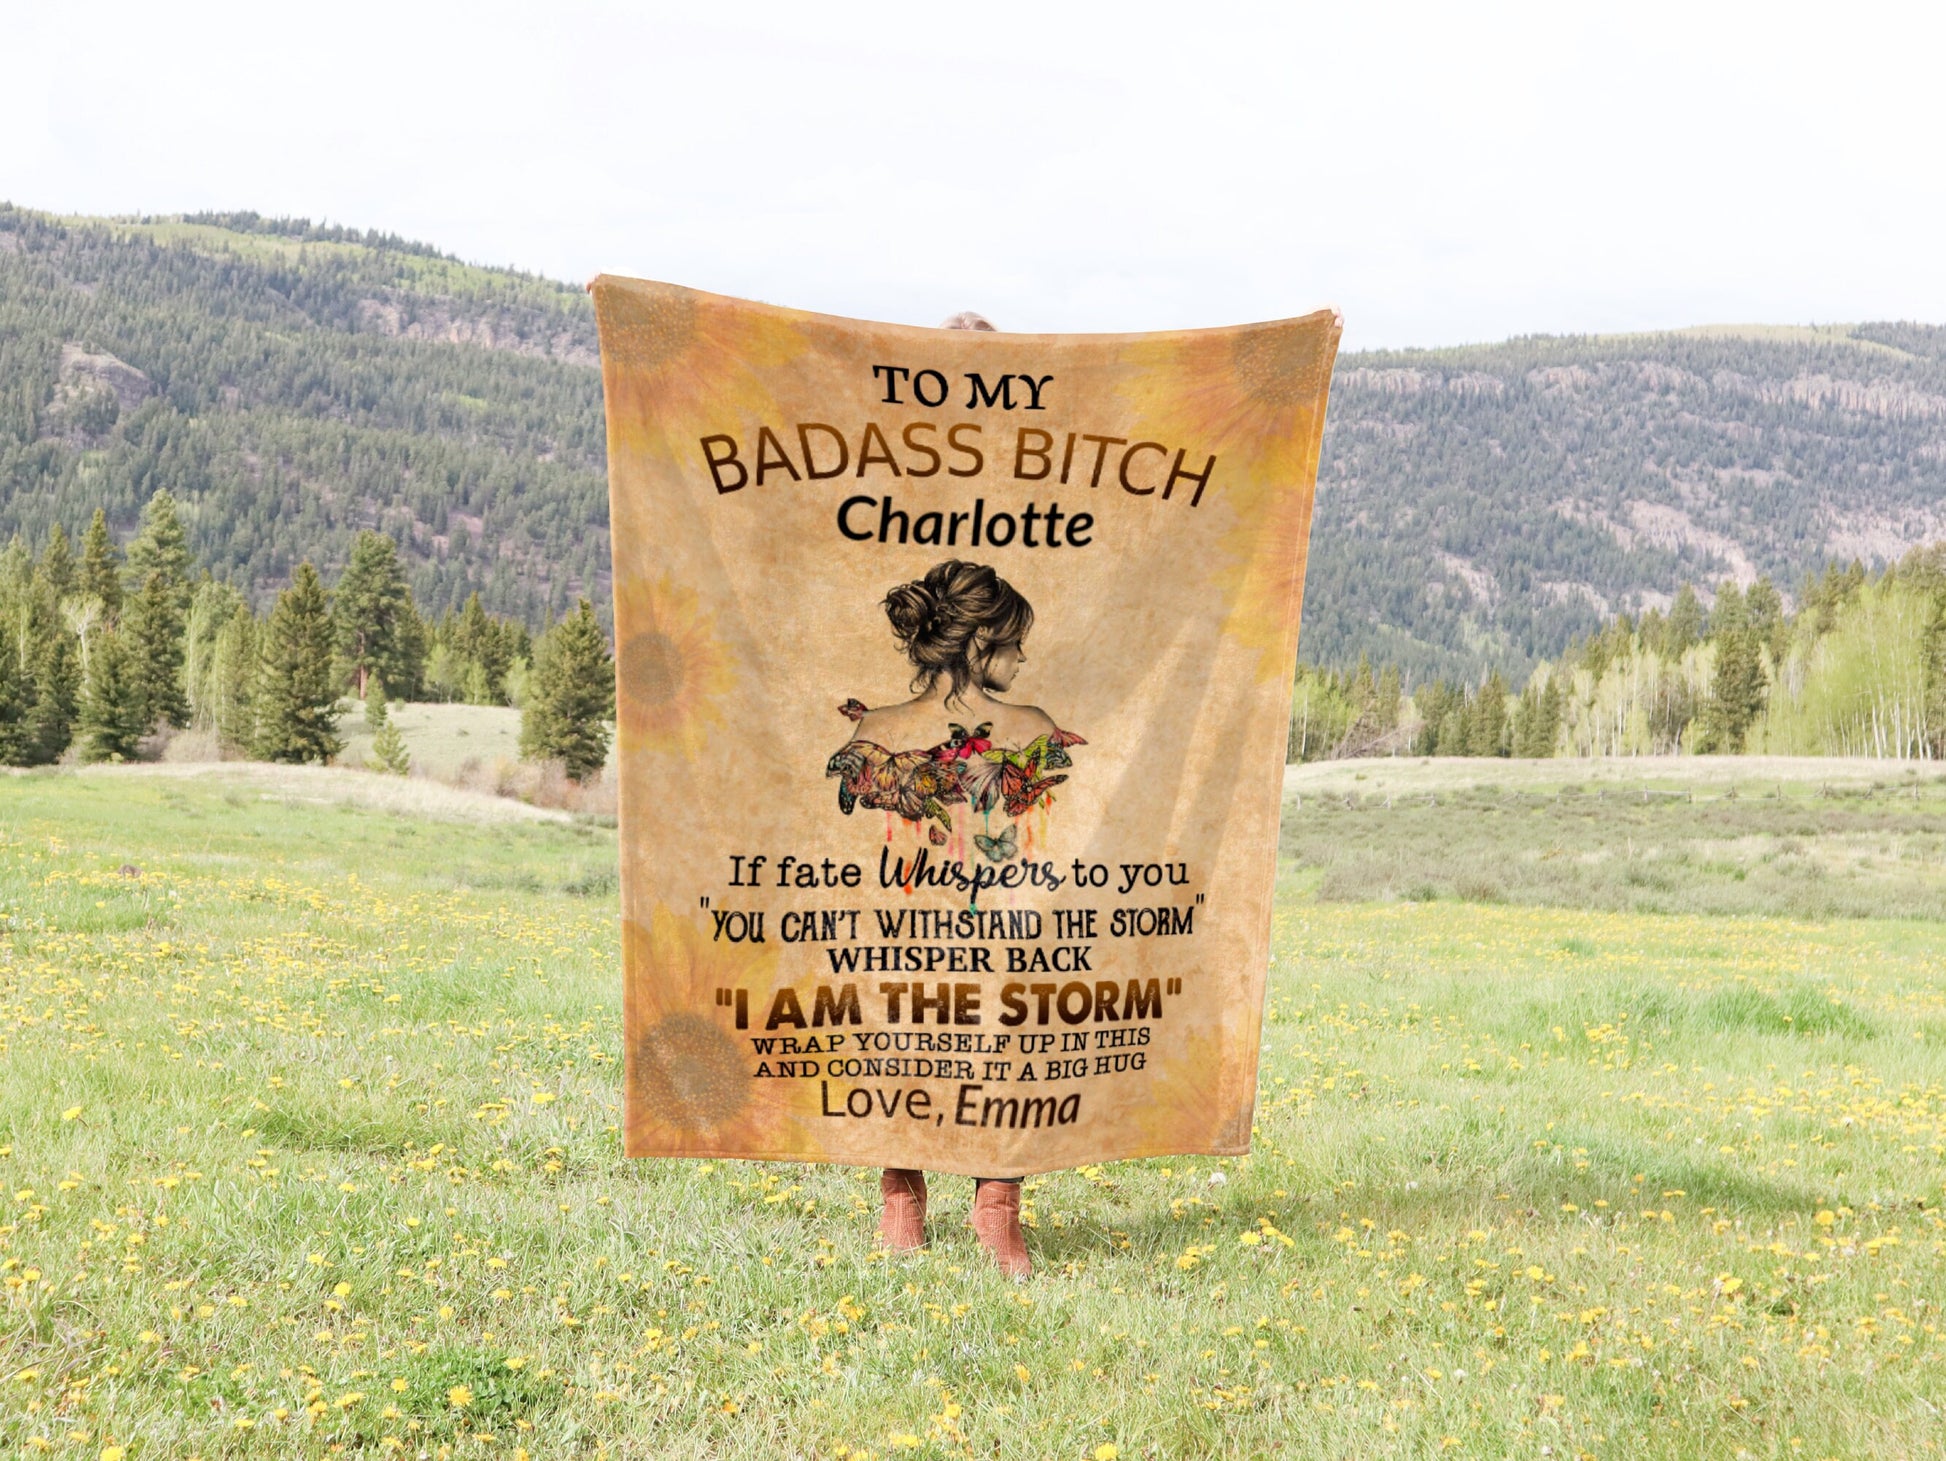 TO MY
BADASS BITCH
Charlotte
If fate Whispers to you
"YOU CAN'T WITHSTAND THE STORM"
WHISPER BACK
"I AM THE STORM"
WRAP YOURSELF UP IN THIS
AND CONSIDER IT A BIG HUG
Love, Emma